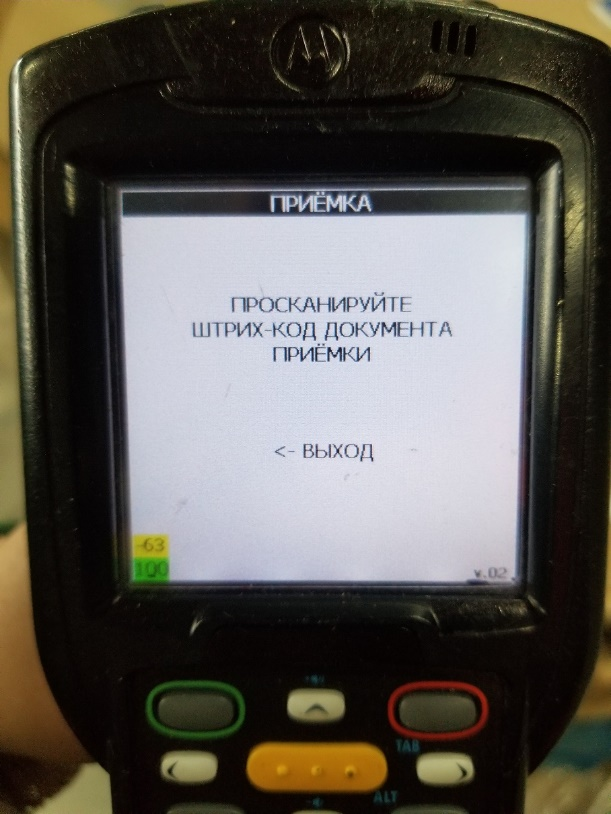 ПРИЁМКА
ПРОСКАНИРУЙТЕ
ШТРИХ-КОД ДОКУМЕНТА
ПРИЁМКИ
<- ВЫХОД
-63
100
v.02
TAB
ALT